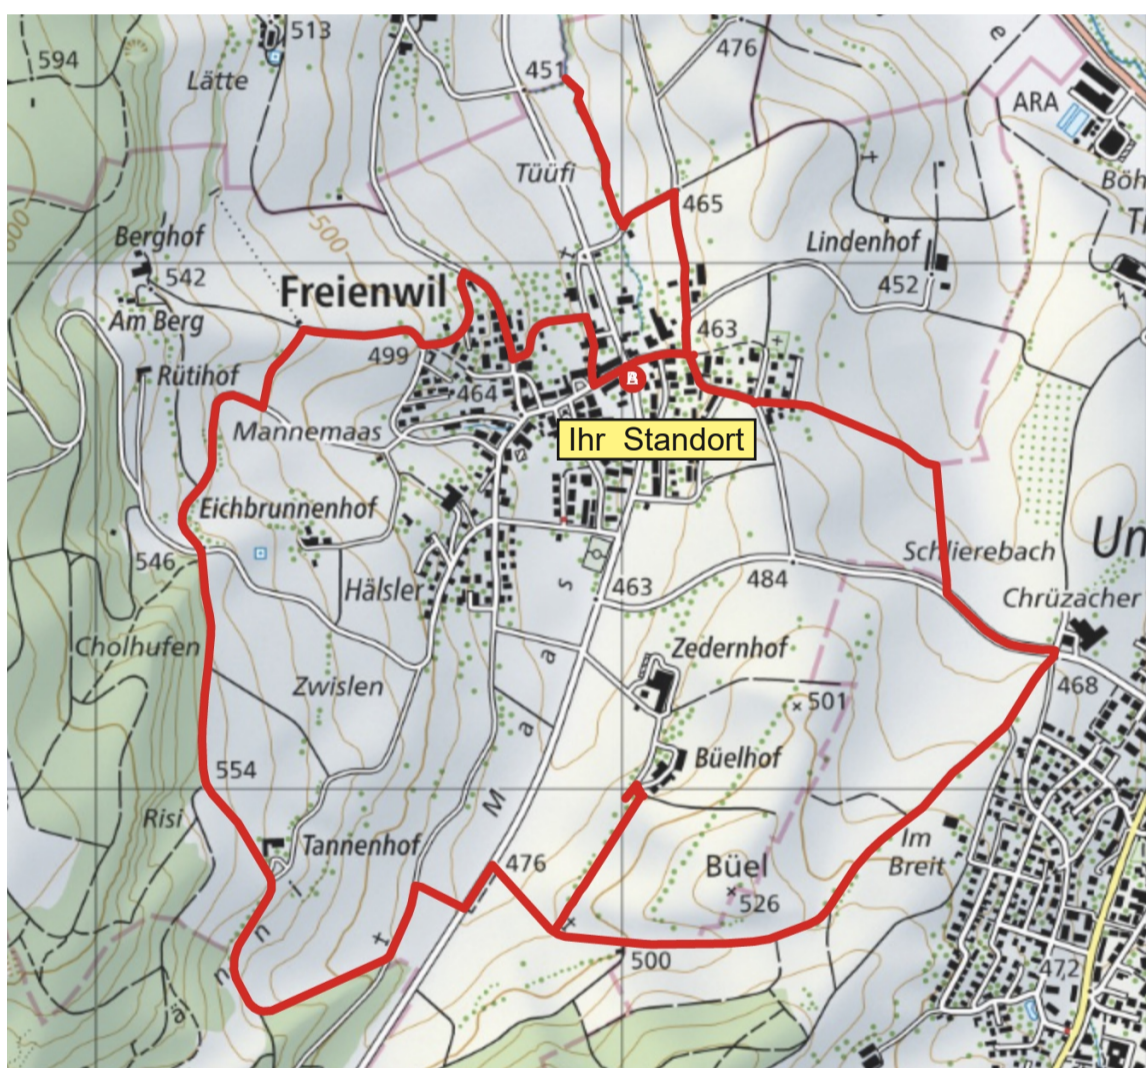 594
513
Lätte
451
476
e
ARA
Tüüfi
465
Böh
600
500
Berghof
542
Lindenhof
452
Freienwil
Am Berg
499
463
Rütihof
464
B
Mannemaas
Ihr Standort
Eichbrunnenhof
546
Schlierebach
Un
Hälsler
s
463
484
Chrüzacher
Cholhufen
a
Zedernhof
Zwislen
501
468
a
554
Büelhof
M
Risi
Tannenhof
476
Im
Breit
Büel
526
n
500
n
472
ä